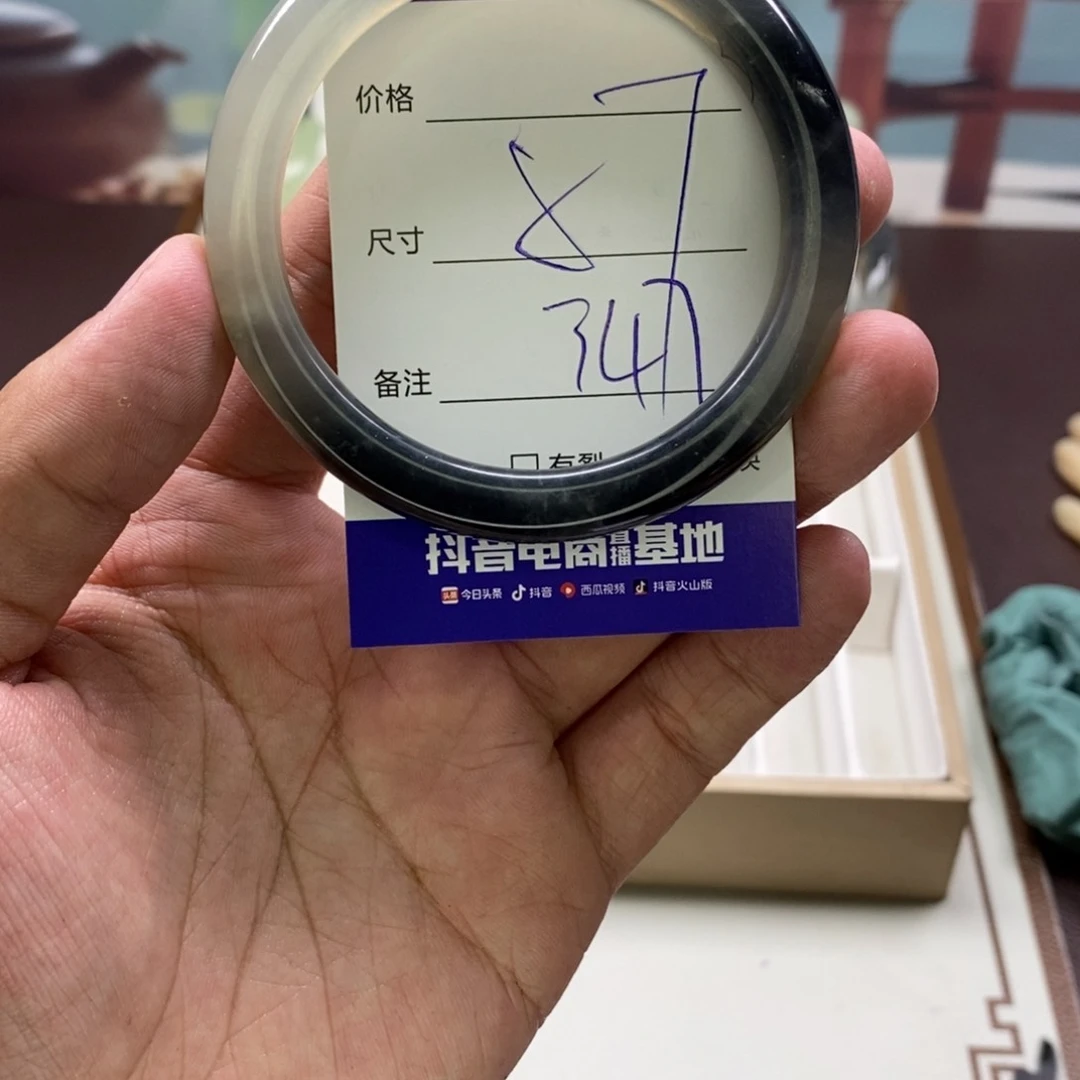 价格
87
尺寸
347
备注
□ 有裂
抖音电商直播基地
今日头条 抖音 西瓜视频 抖音火山版